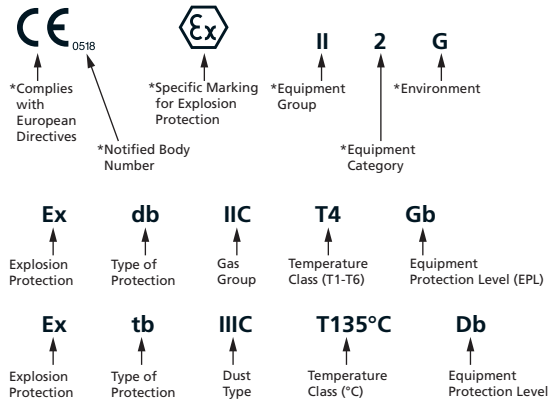 CE 0518 Ex II 2 G
*Complies with European Directives
*Notified Body Number
*Specific Marking for Explosion Protection
*Equipment Group
*Equipment Category
*Environment
Ex db IIC T4 Gb
Explosion Protection
Type of Protection
Gas Group
Temperature Class (T1-T6)
Equipment Protection Level (EPL)
Ex tb IIIC T135°C Db
Explosion Protection
Type of Protection
Dust Type
Temperature Class (°C)
Equipment Protection Level